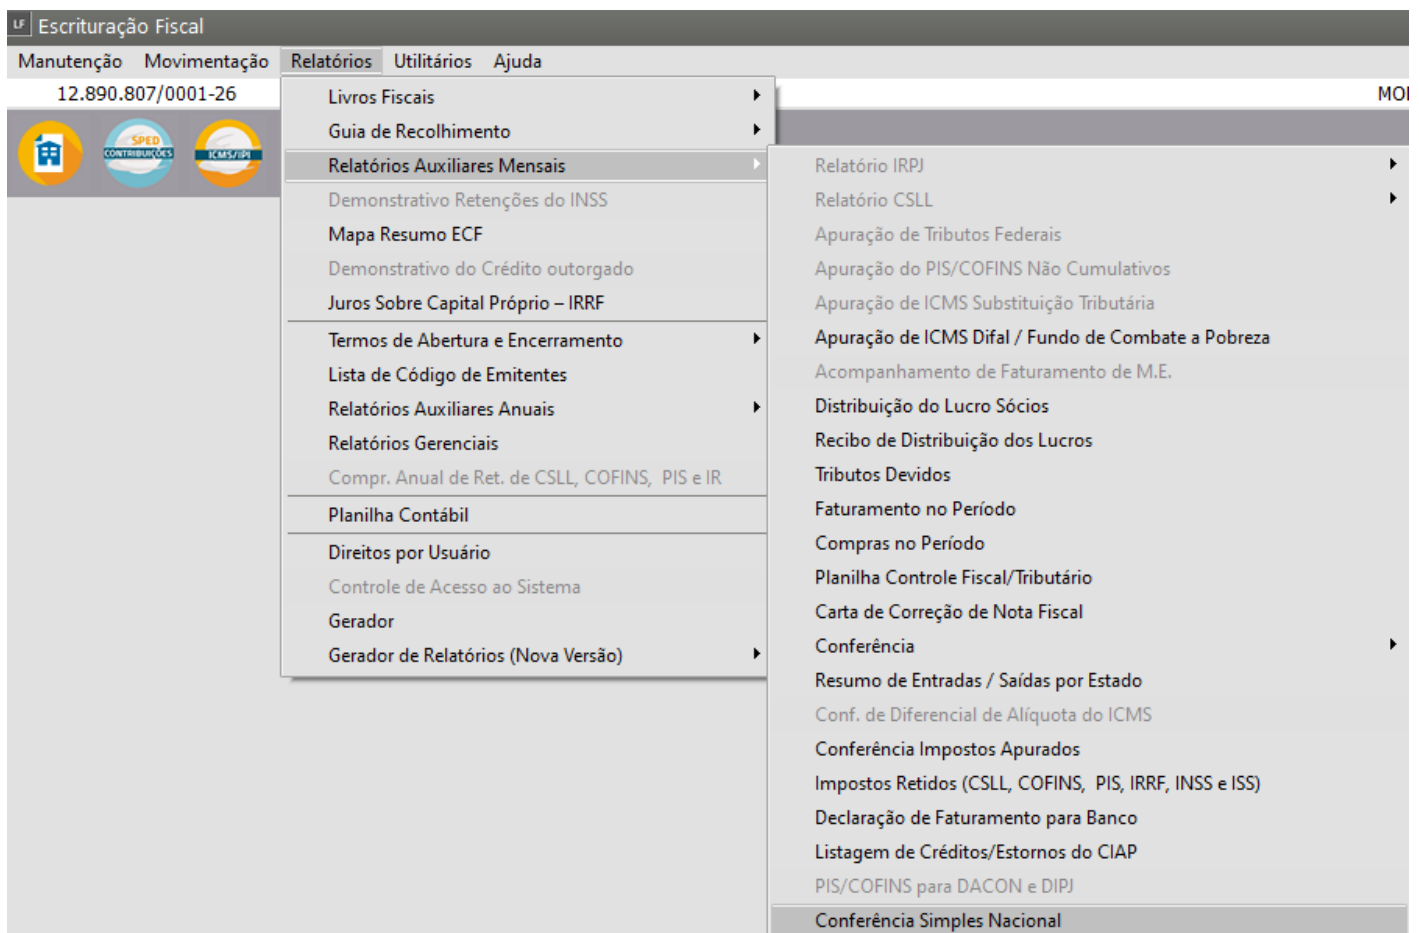 LF Escrituração Fiscal
Manutenção Movimentação Relatórios Utilitários Ajuda
12.890.807/0001-26
MO
SPED CONTRIBUIÇÕES
ICMS/IPI
Livros Fiscais
Guia de Recolhimento
Relatórios Auxiliares Mensais
Demonstrativo Retenções do INSS
Mapa Resumo ECF
Demonstrativo do Crédito outorgado
Juros Sobre Capital Próprio – IRRF
Termos de Abertura e Encerramento
Lista de Código de Emitentes
Relatórios Auxiliares Anuais
Relatórios Gerenciais
Compr. Anual de Ret. de CSLL, COFINS, PIS e IR
Planilha Contábil
Direitos por Usuário
Controle de Acesso ao Sistema
Gerador
Gerador de Relatórios (Nova Versão)
Relatório IRPJ
Relatório CSLL
Apuração de Tributos Federais
Apuração do PIS/COFINS Não Cumulativos
Apuração de ICMS Substituição Tributária
Apuração de ICMS Difal / Fundo de Combate a Pobreza
Acompanhamento de Faturamento de M.E.
Distribuição do Lucro Sócios
Recibo de Distribuição dos Lucros
Tributos Devidos
Faturamento no Período
Compras no Período
Planilha Controle Fiscal/Tributário
Carta de Correção de Nota Fiscal
Conferência
Resumo de Entradas / Saídas por Estado
Conf. de Diferencial de Alíquota do ICMS
Conferência Impostos Apurados
Impostos Retidos (CSLL, COFINS, PIS, IRRF, INSS e ISS)
Declaração de Faturamento para Banco
Listagem de Créditos/Estornos do CIAP
PIS/COFINS para DACON e DIPJ
Conferência Simples Nacional